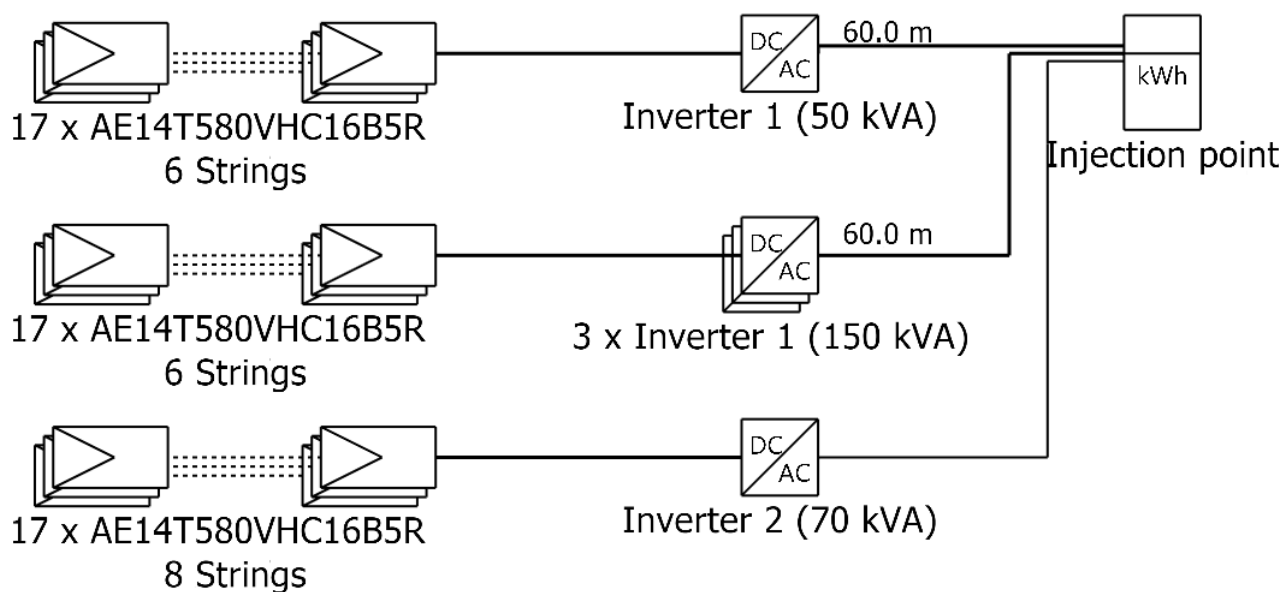 DC
AC
60.0 m
kWh
17 x AE14T580VHC16B5R
6 Strings
Inverter 1 (50 kVA)
Injection point
DC
AC
60.0 m
17 x AE14T580VHC16B5R
6 Strings
3 x Inverter 1 (150 kVA)
DC
AC
17 x AE14T580VHC16B5R
8 Strings
Inverter 2 (70 kVA)